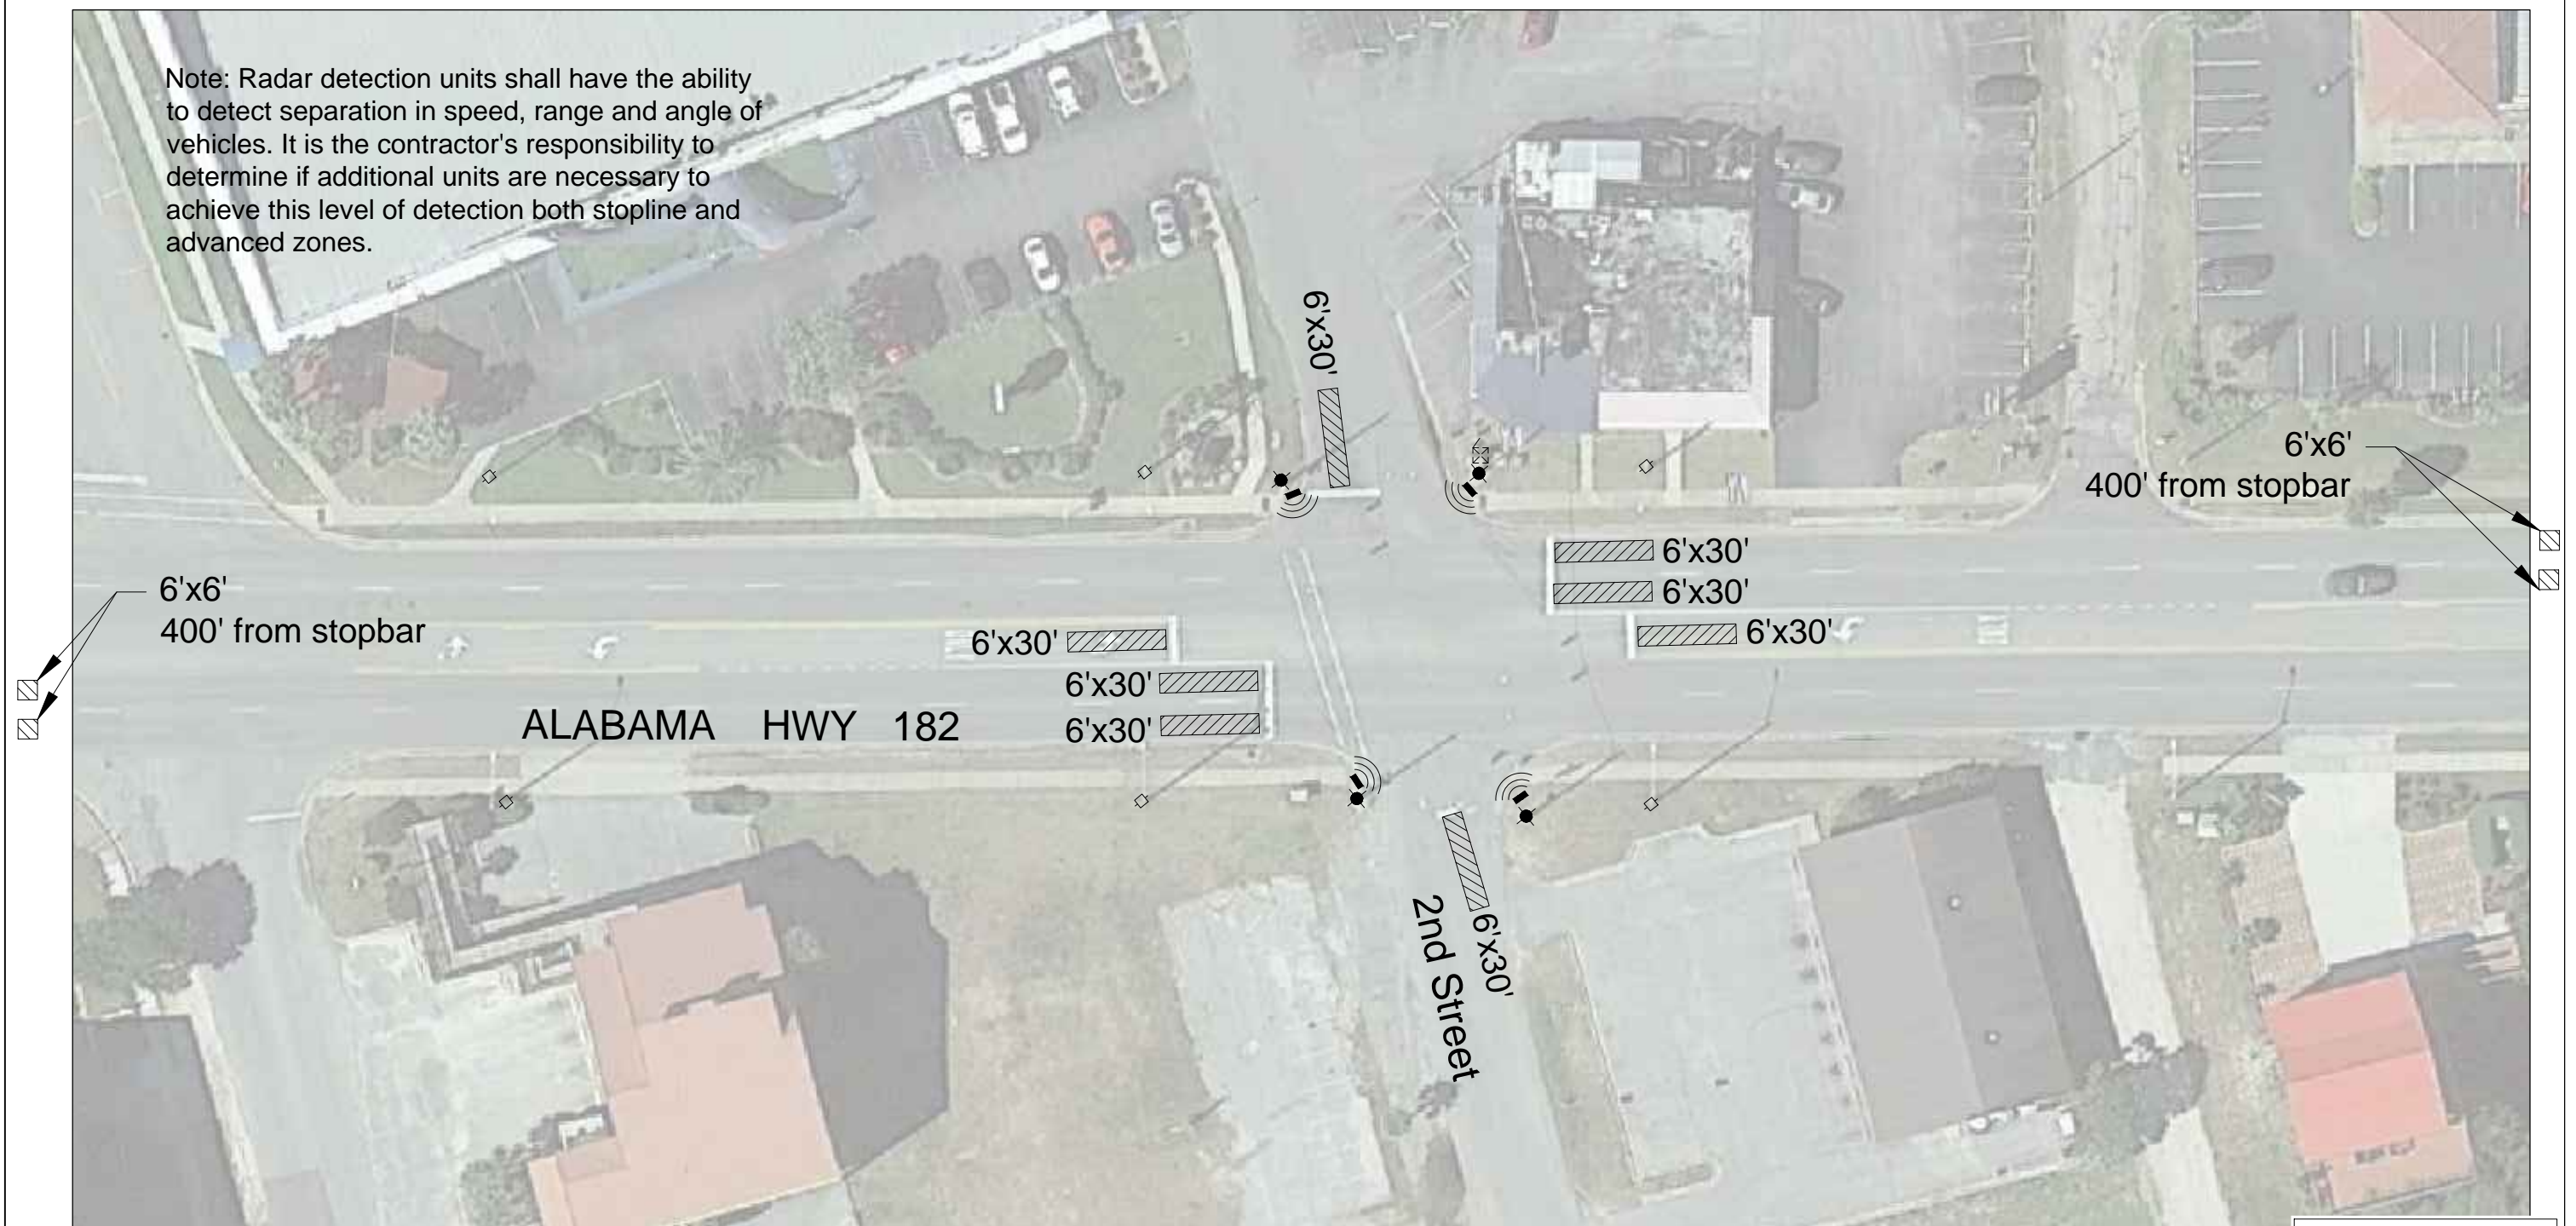 Note: Radar detection units shall have the ability
to detect separation in speed, range and angle of
vehicles. It is the contractor's responsibility to
determine if additional units are necessary to
achieve this level of detection both stopline and
advanced zones.
6'x30'
6'x6'
400' from stopbar
6'x30'
6'x30'
6'x30'
6'x6'
400' from stopbar
6'x30'
6'x30'
6'x30'
ALABAMA HWY 182
6'x30'
2nd Street